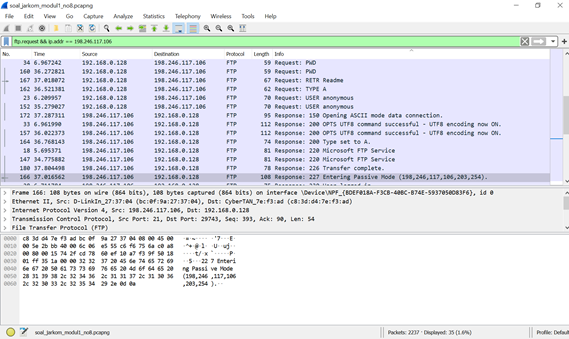 soal_jarkom_modul1_no8.pcapng
File Edit View Go Capture Analyze Statistics Telephony Wireless Tools Help
ftp.request && ip.addr == 198.246.117.106
No. Time Source Destination Protocol Length Info
34 6.967242 192.168.0.128 198.246.117.106 FTP 59 Request: PWD
160 36.272821 192.168.0.128 198.246.117.106 FTP 59 Request: PWD
167 37.018072 192.168.0.128 198.246.117.106 FTP 67 Request: RETR Readme
162 36.521381 192.168.0.128 198.246.117.106 FTP 62 Request: TYPE A
23 6.209957 192.168.0.128 198.246.117.106 FTP 70 Request: USER anonymous
152 35.279027 192.168.0.128 198.246.117.106 FTP 70 Request: USER anonymous
172 37.287311 198.246.117.106 192.168.0.128 FTP 95 Response: 150 Opening ASCII mode data connection.
33 6.961990 198.246.117.106 192.168.0.128 FTP 112 Response: 200 OPTS UTF8 command successful - UTF8 encoding now ON.
157 36.022373 198.246.117.106 192.168.0.128 FTP 112 Response: 200 OPTS UTF8 command successful - UTF8 encoding now ON.
164 36.768143 198.246.117.106 192.168.0.128 FTP 74 Response: 200 Type set to A.
18 5.695371 198.246.117.106 192.168.0.128 FTP 81 Response: 220 Microsoft FTP Service
147 34.775882 198.246.117.106 192.168.0.128 FTP 81 Response: 220 Microsoft FTP Service
180 37.804498 198.246.117.106 192.168.0.128 FTP 78 Response: 226 Transfer complete.
166 37.016562 198.246.117.106 192.168.0.128 FTP 108 Response: 227 Entering Passive Mode (198,246,117,106,203,254).
Frame 166: 108 bytes on wire (864 bits), 108 bytes captured (864 bits) on interface \Device\NPF_{BDEF018A-F3CB-40BC-B74E-5937050D83F6}, id 0
Ethernet II, Src: D-LinkIn_27:37:04 (bc:0f:9a:27:37:04), Dst: CyberTAN_7e:f3:ad (c8:3d:d4:7e:f3:ad)
Internet Protocol Version 4, Src: 198.246.117.106, Dst: 192.168.0.128
Transmission Control Protocol, Src Port: 21, Dst Port: 39743, Seq: 393, Ack: 90, Len: 54
File Transfer Protocol (FTP)
0000 c8 3d d4 7e f3 ad bc 0f 9a 27 37 04 08 00 45 00
0010 00 5e 2b bb 40 00 6c 06 e5 55 c6 f6 75 6a c0 a8
0020 00 80 00 15
0030 01 ff 35 1a 00 00 32 32 37 20 45 6e 74 65 72 69
0040 6e 67 20 50 61 73 73 69 76 65 20 4d 6f 64 65 20 ng Passi ve Mode
0050 28 31 39 38 2c 32 34 36 2c 31 31 37 2c 31 30 36 (198,246 ,117,106
0060 2c 32 30 33 2c 32 35 34 29 2e 0d 0a ,203,254 )...
soal_jarkom_modul1_no8.pcapng Packets: 2237 · Displayed: 35 (1.6%) Profile: Default